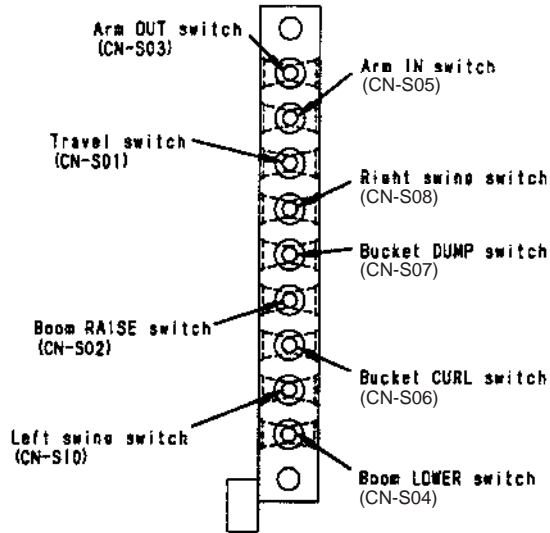 Arm OUT switch
(CN-S03)
Arm IN switch
(CN-S05)
Travel switch
(CN-S01)
Right swing switch
(CN-S08)
Bucket DUMP switch
(CN-S07)
Boom RAISE switch
(CN-S02)
Bucket CURL switch
(CN-S06)
Left swing switch
(CN-S10)
Boom LOWER switch
(CN-S04)